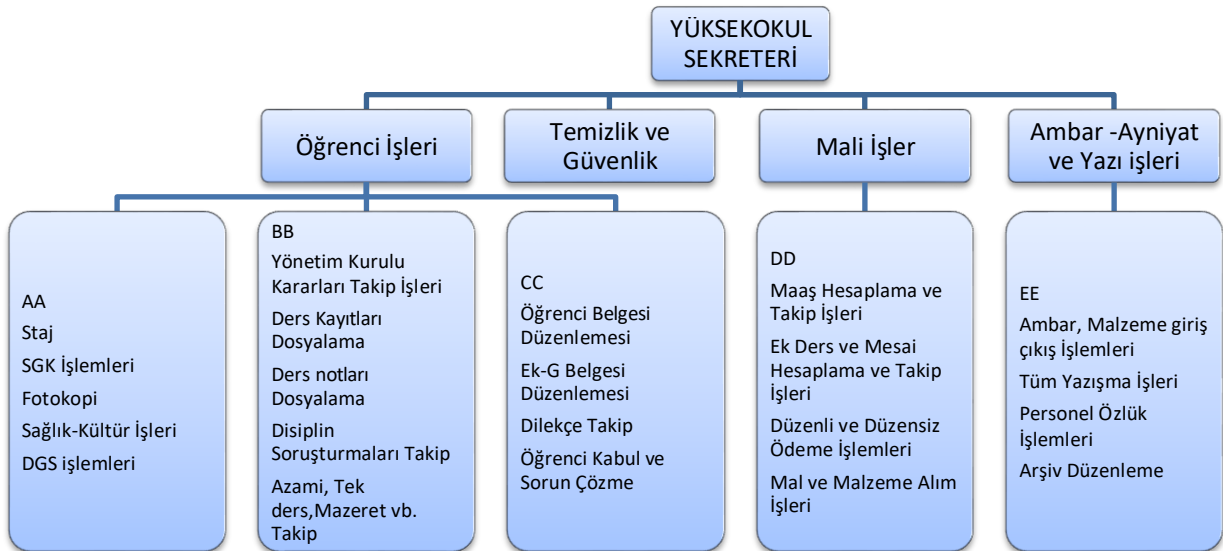 YÜKSEKOKUL
SEKRETERİ
Öğrenci İşleri
Temizlik ve
Güvenlik
Mali İşler
Ambar -Ayniyat
ve Yazı işleri
AA
Staj
SGK İşlemleri
Fotokopi
Sağlık-Kültür İşleri
DGS işlemleri
BB
Yönetim Kurulu
Kararları Takip İşleri
Ders Kayıtları
Dosyalama
Ders notları
Dosyalama
Disiplin
Soruşturmaları Takip
Azami, Tek
ders,Mazeret vb.
Takip
CC
Öğrenci Belgesi
Düzenlemesi
Ek-G Belgesi
Düzenlemesi
Dilekçe Takip
Öğrenci Kabul ve
Sorun Çözme
DD
Maaş Hesaplama ve
Takip İşleri
Ek Ders ve Mesai
Hesaplama ve Takip
İşleri
Düzenli ve Düzensiz
Ödeme İşlemleri
Mal ve Malzeme Alım
İşleri
EE
Ambar, Malzeme giriş
çıkış İşlemleri
Tüm Yazışma İşleri
Personel Özlük
İşlemleri
Arşiv Düzenleme